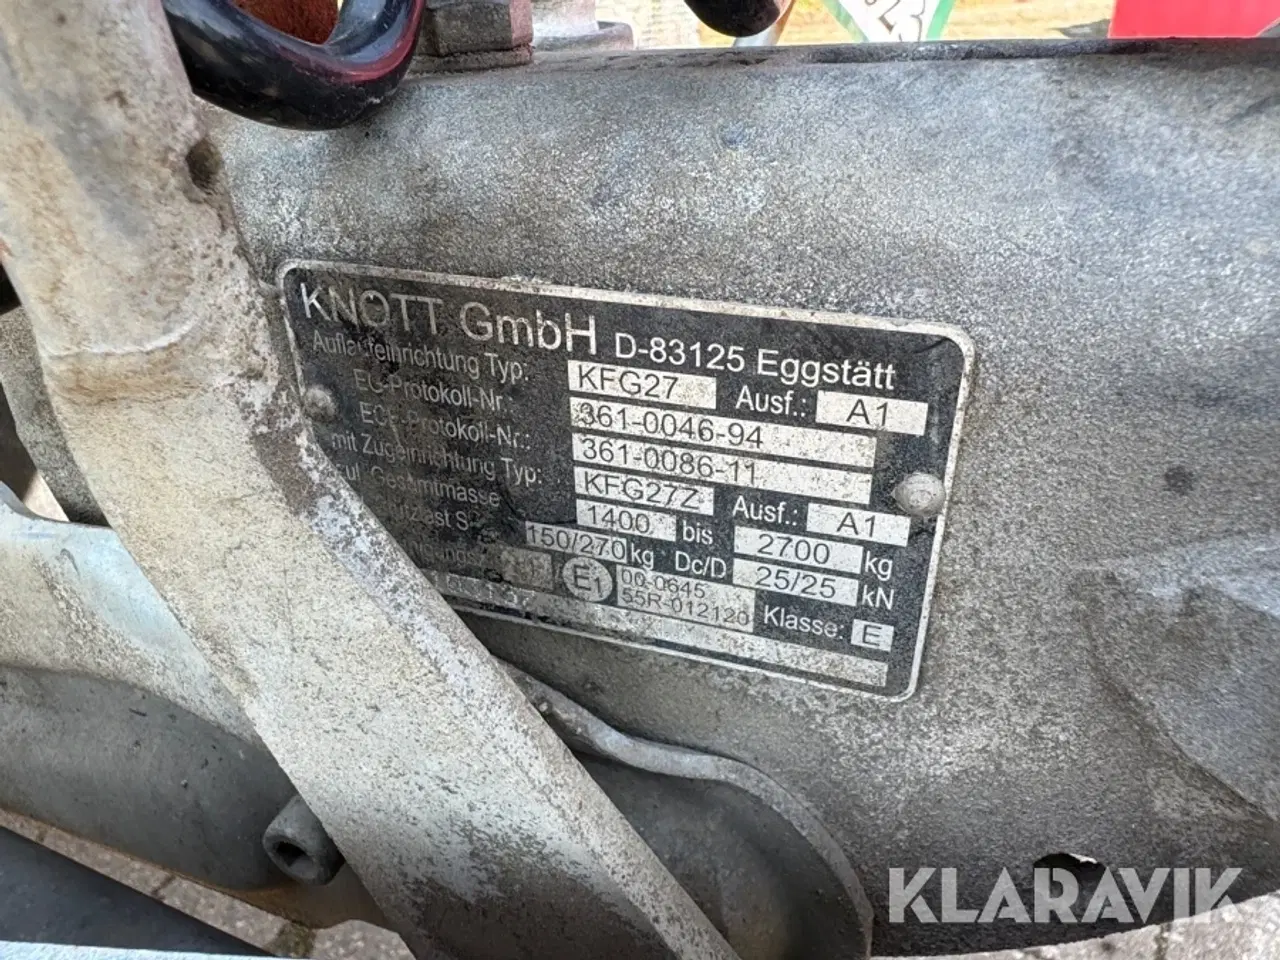 KNOTT GmbH D-83125 Eggstätt
Auflaufeinrichtung Typ: KFG27 Ausf.: A1
EG-Protokoll-Nr.: 361-0046-94
ECE-Protokoll-Nr.: 361-0086-11
mit Zugeinrichtung Typ: KFG27Z Ausf.: A1
zul. Gesamtmasse 1400 bis 2700 kg
150/270 kg Dc/D 25/25 kN
E1 00-0645
55R-012120 Klasse: E
KLARAVIK